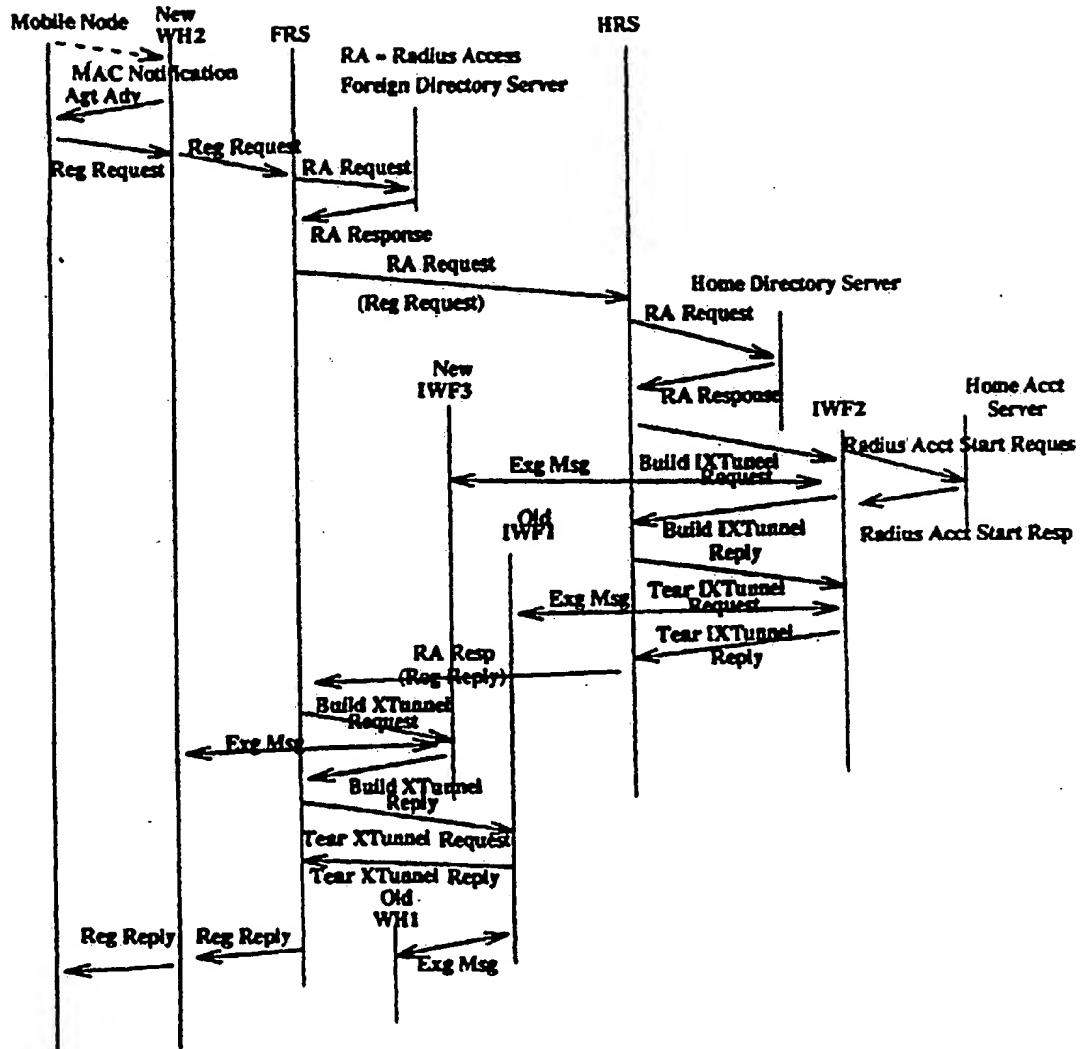 Mobile Node
New
WH2
FRS
HRS
RA - Radius Access
Foreign Directory Server
MAC Notification
Agt Adv
Reg Request
Reg Request
RA Request
RA Response
RA Request
(Reg Request)
Home Directory Server
RA Request
RA Response
New
IWF3
IWF2
Home Acct
Server
Radius Acct Start Reques
Exg Msg
Build IXTunnel
Request
Old
IWF1
Build IXTunnel
Reply
Radius Acct Start Resp
Exg Msg
Tear IXTunnel
Request
Tear IXTunnel
Reply
RA Resp
(Reg Reply)
Build XTunnel
Request
Exg Msg
Build XTunnel
Reply
Tear XTunnel Request
Tear XTunnel Reply
Old
WH1
Reg Reply
Reg Reply
Exg Msg